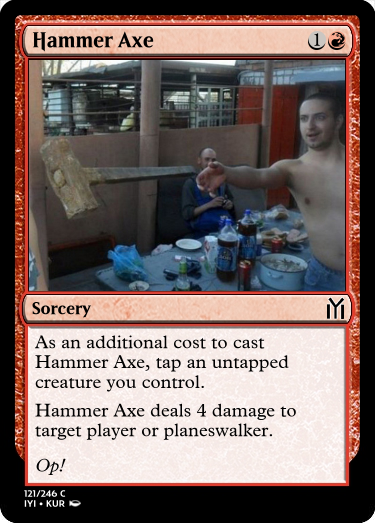 Hammer Axe 1
Sorcery
As an additional cost to cast
Hammer Axe, tap an untapped
creature you control.
Hammer Axe deals 4 damage to
target player or planeswalker.
Op!
121/246 C
IYI • KUR